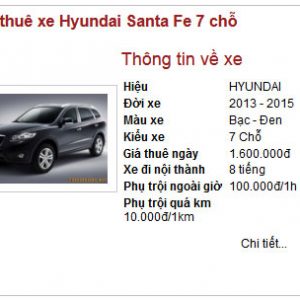 thuê xe Hyundai Santa Fe 7 chỗ
Thông tin về xe
Hiệu HYUNDAI
Đời xe 2013 - 2015
Màu xe Bạc - Đen
Kiểu xe 7 Chỗ
Giá thuê ngày 1.600.000đ
Xe đi nội thành 8 tiếng
Phụ trội ngoài giờ 100.000đ/1h
Phụ trội quá km
10.000đ/1km
Chi tiết...